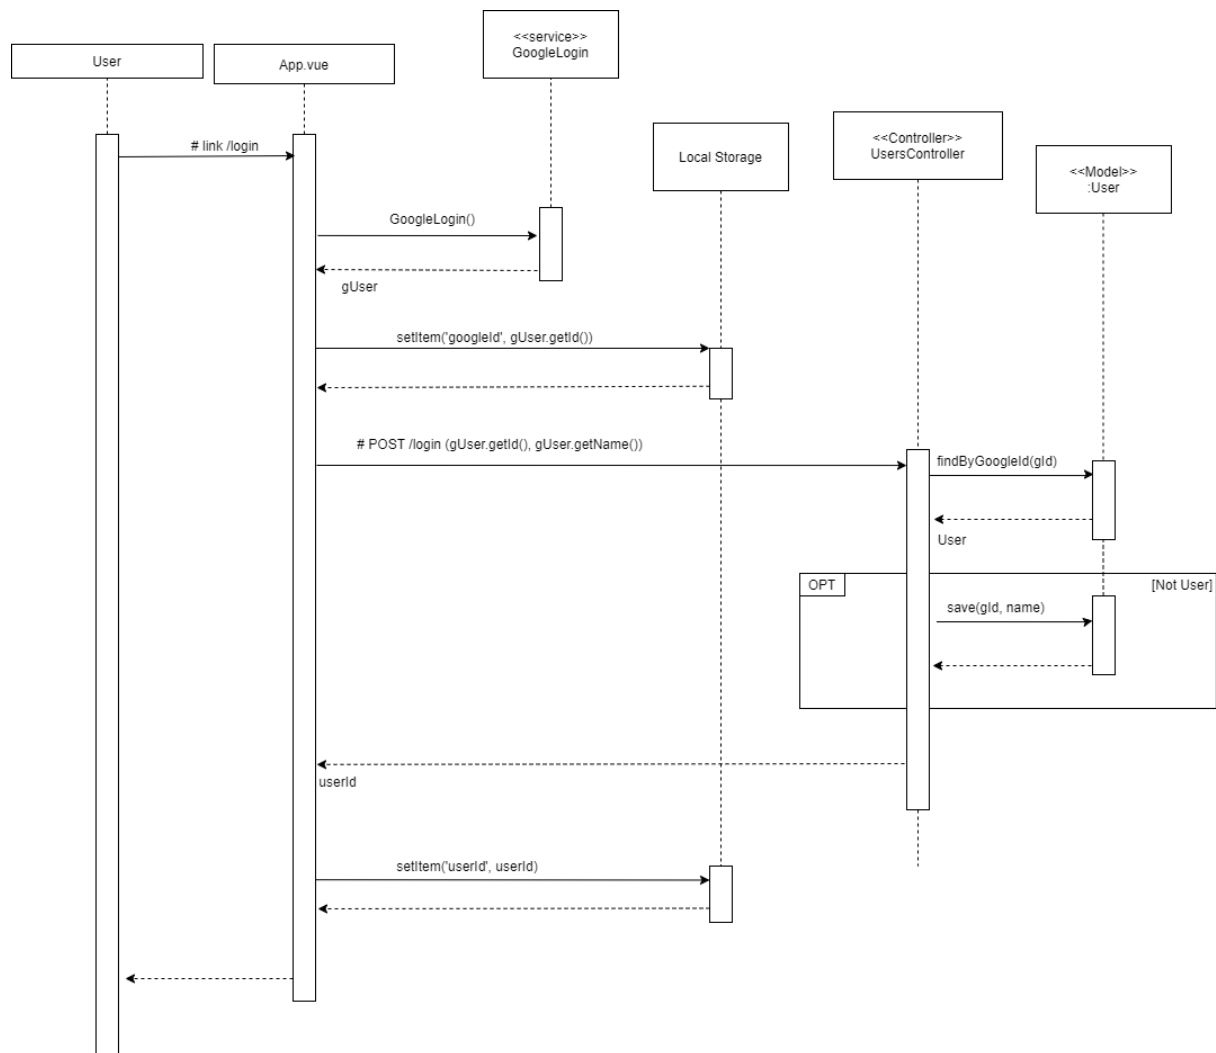 <<service>>
GoogleLogin
User
App.vue
<<Controller>>
UsersController
Local Storage
<<Model>>
:User
# link /login
GoogleLogin()
gUser
setItem('googleId', gUser.getId())
# POST /login (gUser.getId(), gUser.getName())
findByGoogleId(gId)
User
OPT
[Not User]
save(gId, name)
userId
setItem('userId', userId)